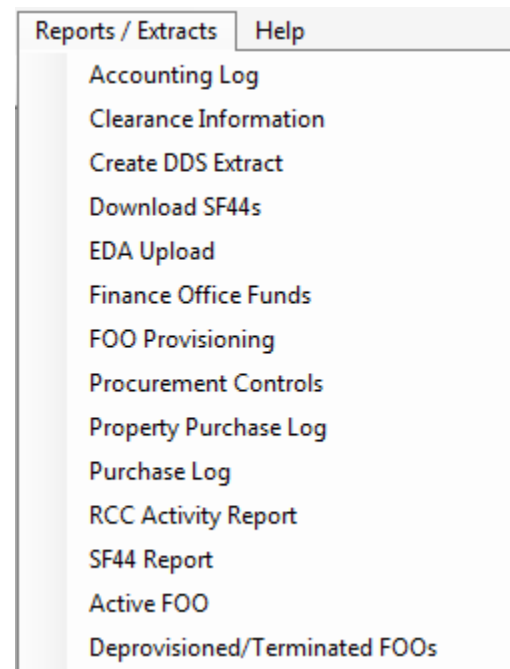 Reports / Extracts Help
Accounting Log
Clearance Information
Create DDS Extract
Download SF44s
EDA Upload
Finance Office Funds
FOO Provisioning
Procurement Controls
Property Purchase Log
Purchase Log
RCC Activity Report
SF44 Report
Active FOO
Deprovisioned/Terminated FOOs